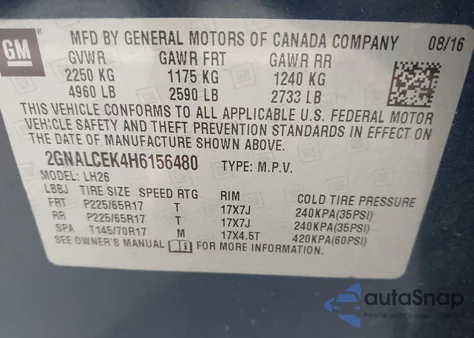 GM
MFD BY GENERAL MOTORS OF CANADA COMPANY 08/16
GVWR GAWR FRT GAWR RR
2250 KG 1175 KG 1240 KG
4960 LB 2590 LB 2733 LB
THIS VEHICLE CONFORMS TO ALL APPLICABLE U.S. FEDERAL MOTOR
VEHICLE SAFETY AND THEFT PREVENTION STANDARDS IN EFFECT ON
THE DATE OF MANUFACTURE SHOWN ABOVE.
2GNALCEK4H6156480 TYPE: M.P.V.
MODEL: LH26
LBBJ TIRE SIZE SPEED RTG RIM COLD TIRE PRESSURE
FRT P225/65R17 T 17X7J 240KPA(35PSI)
RR P225/65R17 T 17X7J 240KPA(35PSI)
SPA T145/70R17 M 17X4.5T 420KPA(60PSI)
SEE OWNER'S MANUAL
autoSnap